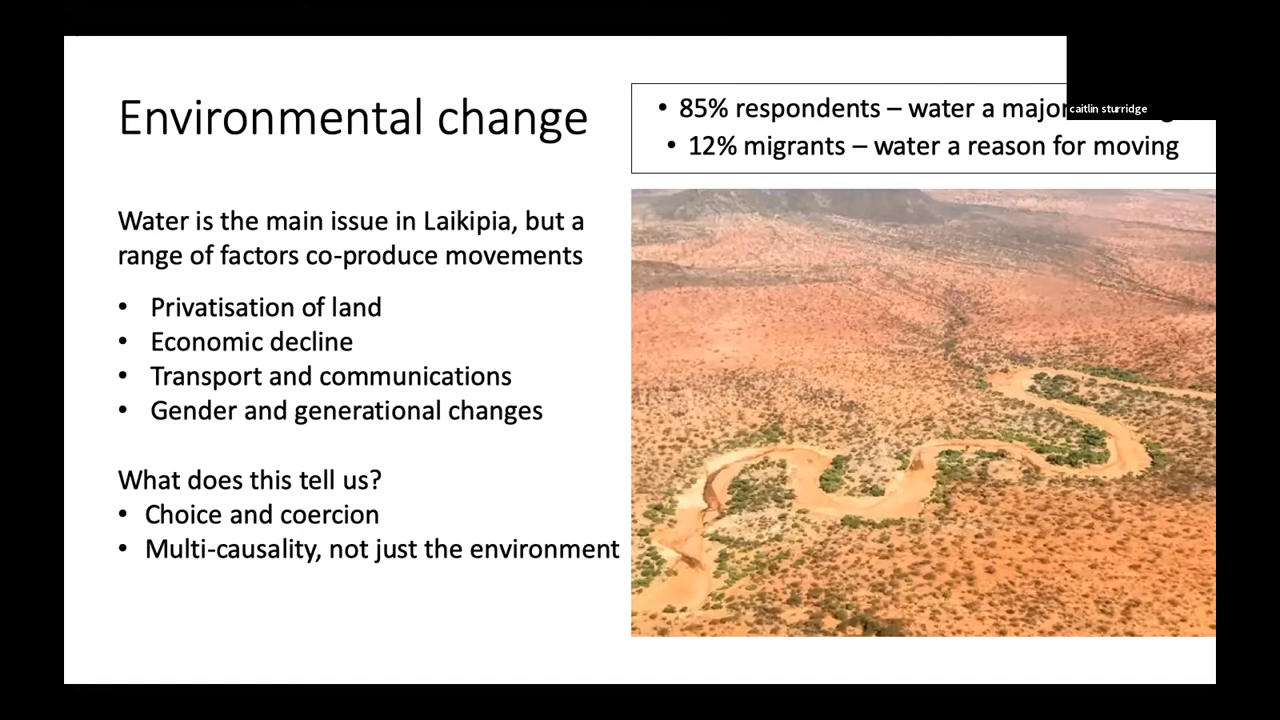 Environmental change
• 85% respondents – water a major
caitlin sturridge
• 12% migrants – water a reason for moving
Water is the main issue in Laikipia, but a
range of factors co-produce movements
• Privatisation of land
• Economic decline
• Transport and communications
• Gender and generational changes
What does this tell us?
• Choice and coercion
• Multi-causality, not just the environment